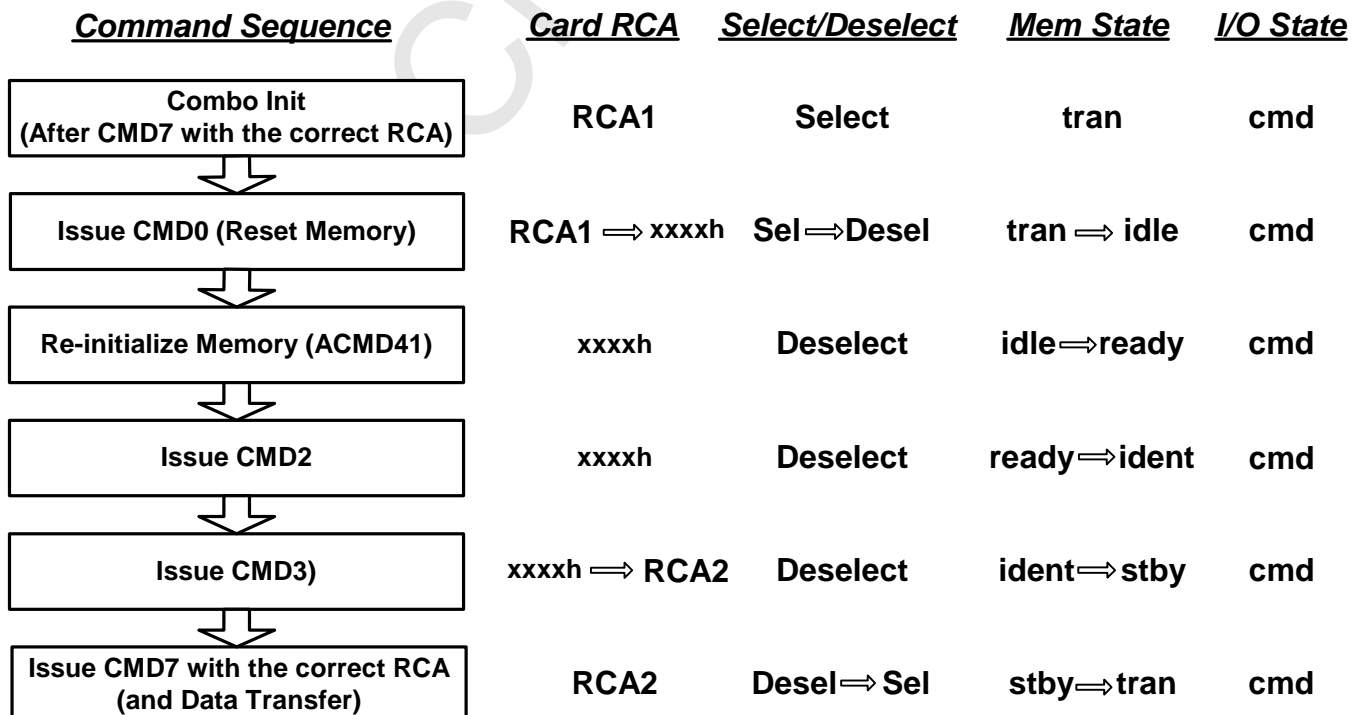 Command Sequence Card RCA Select/Deselect Mem State I/O State
Combo Init
(After CMD7 with the correct RCA) RCA1 Select tran cmd
Issue CMD0 (Reset Memory) RCA1 ⇒ xxxxh Sel⇒Desel tran ⇒ idle cmd
Re-initialize Memory (ACMD41) xxxxh Deselect idle⇒ready cmd
Issue CMD2 xxxxh Deselect ready⇒ident cmd
Issue CMD3) xxxxh ⇒ RCA2 Deselect ident⇒stby cmd
Issue CMD7 with the correct RCA
(and Data Transfer) RCA2 Desel⇒ Sel stby⇒tran cmd